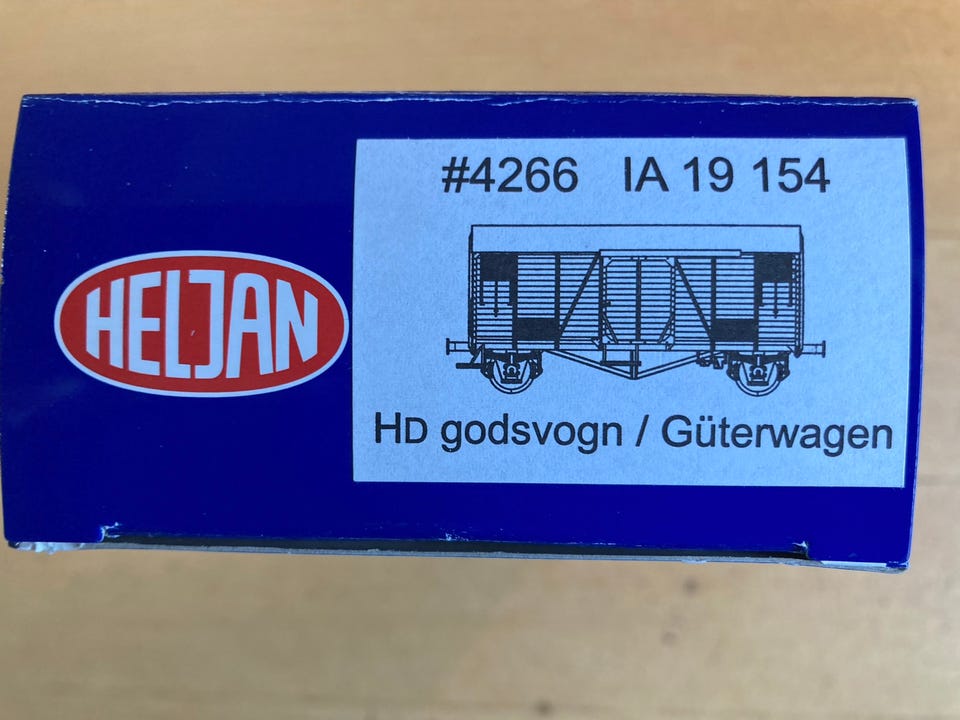 HELJAN
#4266 IA 19 154
HD godsvogn / Güterwagen